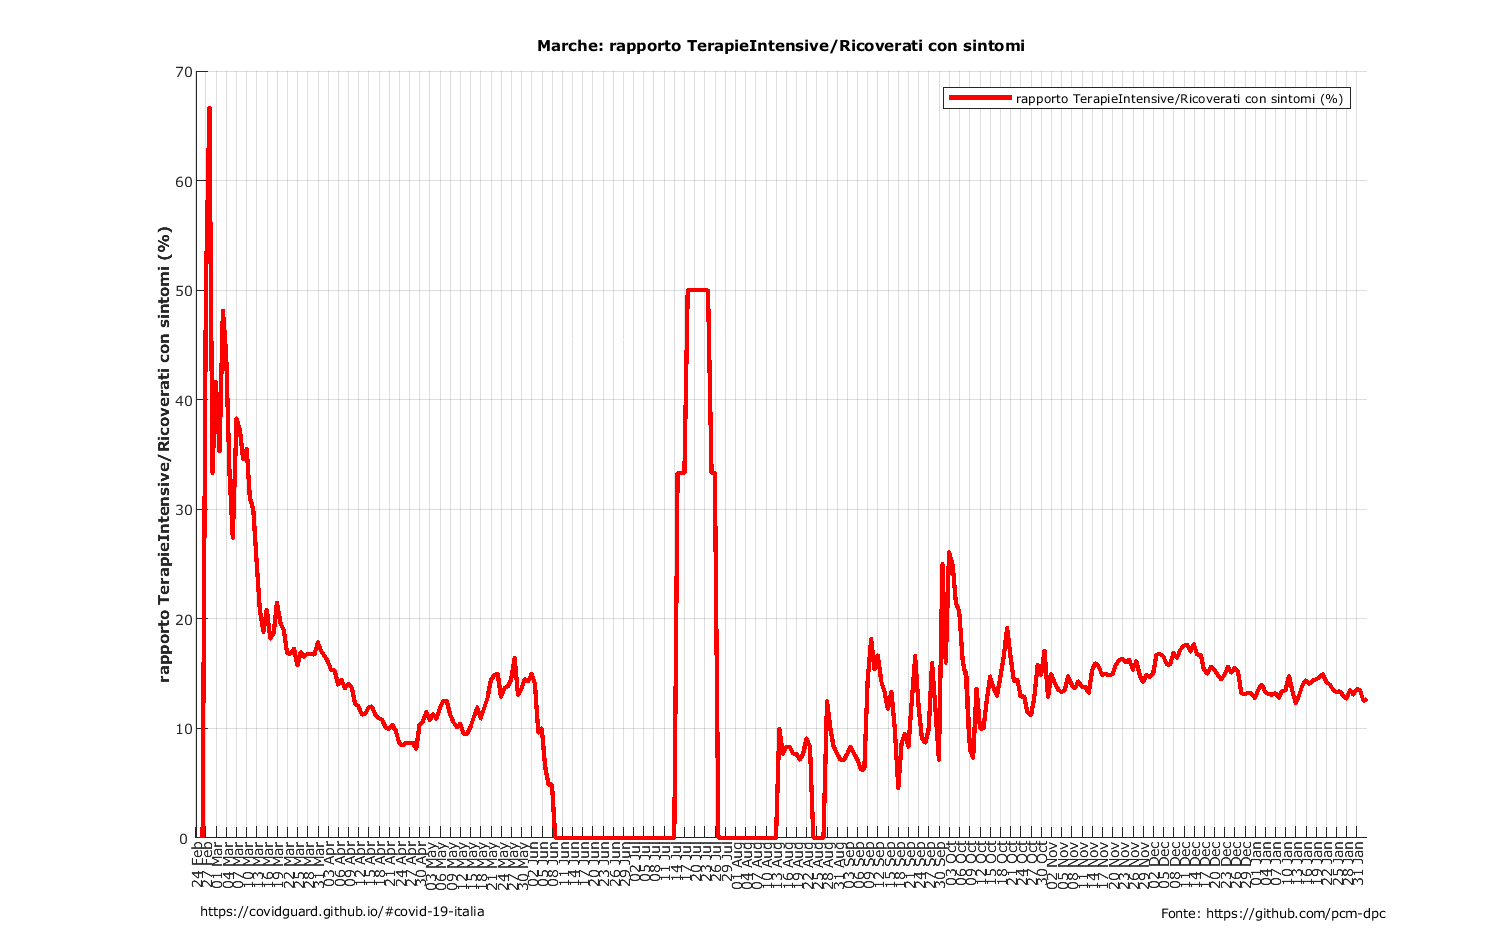 Marche: rapporto TerapieIntensive/Ricoverati con sintomi
rapporto TerapieIntensive/Ricoverati con sintomi (%)
rapporto TerapieIntensive/Ricoverati con sintomi (%)
70
60
50
40
30
20
10
0
24 Feb
27 Feb
01 Mar
04 Mar
07 Mar
10 Mar
13 Mar
16 Mar
19 Mar
22 Mar
25 Mar
28 Mar
31 Mar
03 Apr
06 Apr
09 Apr
12 Apr
15 Apr
18 Apr
21 Apr
24 Apr
27 Apr
30 Apr
03 May
06 May
09 May
12 May
15 May
18 May
21 May
24 May
27 May
30 May
02 Jun
05 Jun
08 Jun
11 Jun
14 Jun
17 Jun
20 Jun
23 Jun
26 Jun
29 Jun
02 Jul
05 Jul
08 Jul
11 Jul
14 Jul
17 Jul
20 Jul
23 Jul
26 Jul
29 Jul
01 Aug
04 Aug
07 Aug
10 Aug
13 Aug
16 Aug
19 Aug
22 Aug
25 Aug
28 Aug
31 Aug
03 Sep
06 Sep
09 Sep
12 Sep
15 Sep
18 Sep
21 Sep
24 Sep
27 Sep
30 Sep
03 Oct
06 Oct
09 Oct
12 Oct
15 Oct
18 Oct
21 Oct
24 Oct
27 Oct
30 Oct
02 Nov
05 Nov
08 Nov
11 Nov
14 Nov
17 Nov
20 Nov
23 Nov
26 Nov
29 Nov
02 Dec
05 Dec
08 Dec
11 Dec
14 Dec
17 Dec
20 Dec
23 Dec
26 Dec
29 Dec
01 Jan
04 Jan
07 Jan
10 Jan
13 Jan
16 Jan
19 Jan
22 Jan
25 Jan
28 Jan
31 Jan
https://covidguard.github.io/#covid-19-italia
Fonte: https://github.com/pcm-dpc